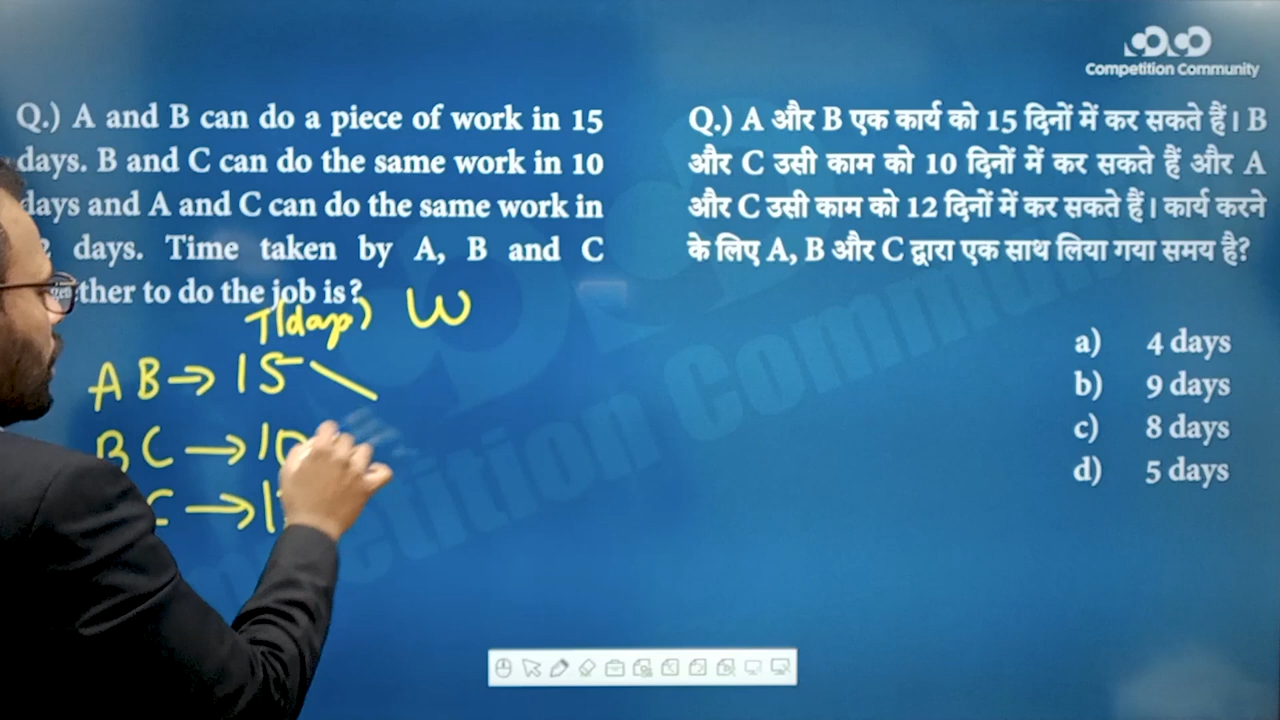 Competition Community
Q.) A and B can do a piece of work in 15
days. B and C can do the same work in 10
days and A and C can do the same work in
days. Time taken by A, B and C
ther to do the job is?
Q.) A और B एक कार्य को 15 दिनों में कर सकते हैं। B
और C उसी काम को 10 दिनों में कर सकते हैं और A
और C उसी काम को 12 दिनों में कर सकते हैं। कार्य करने
के लिए A, B और C द्वारा एक साथ लिया गया समय है?
a) 4 days
b) 9 days
c) 8 days
d) 5 days
T(days) W
AB→15
BC→10
C→1